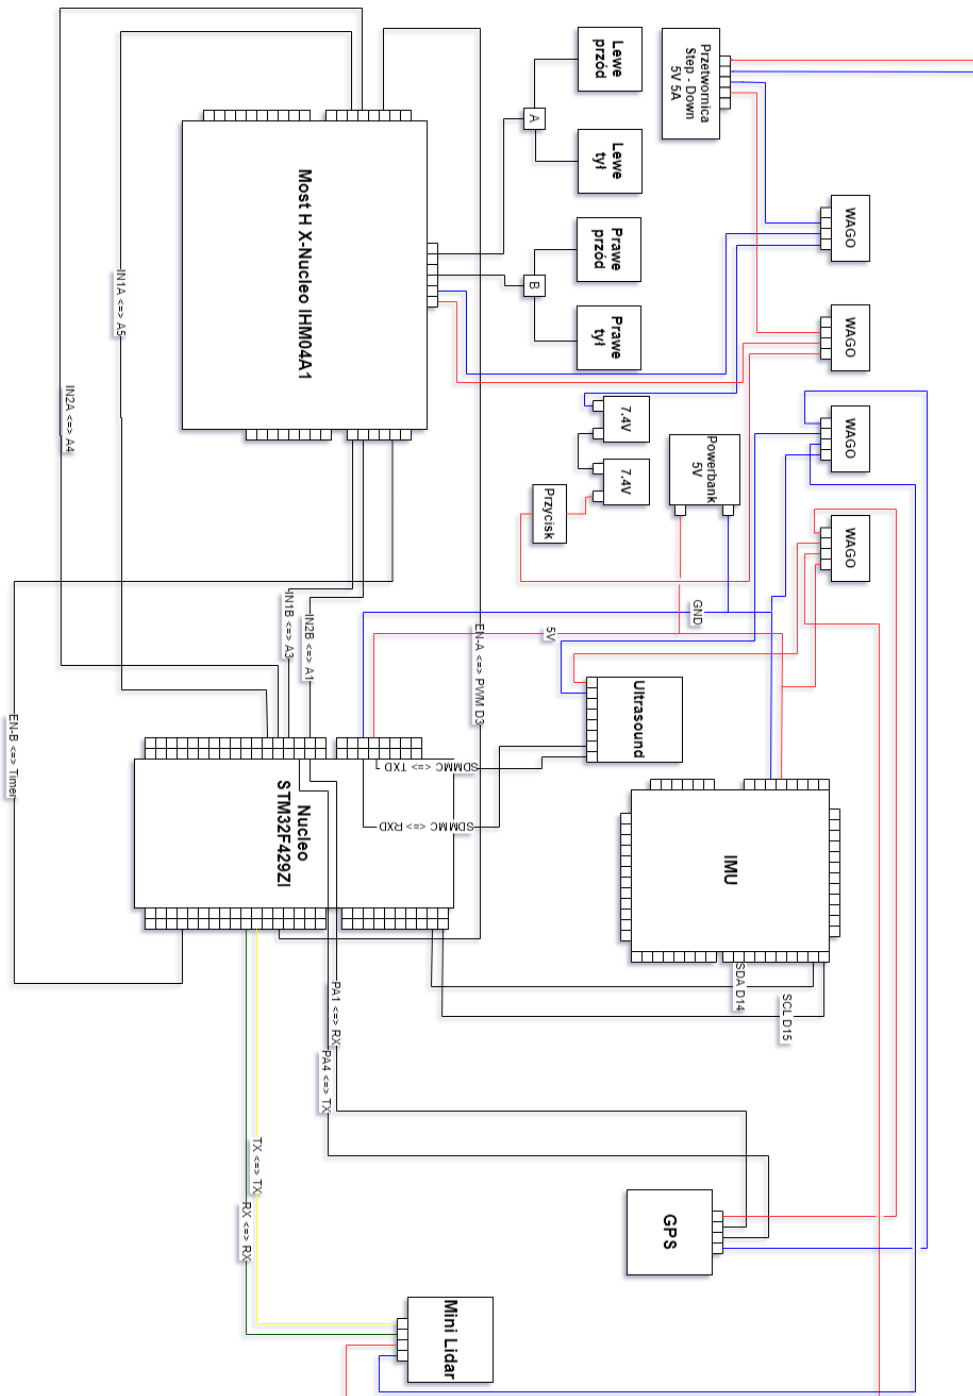 Lewe
przód
Przetwornica
Step - Down
5V 5A
A
Lewe
tył
Most H X-Nucleo IHM04A1
WAGO
Prawe
przód
B
Prawe
tył
WAGO
IN1A <=> A5
IN2A <=> A4
7.4V
WAGO
Powerbank
5V
7.4V
Przycisk
WAGO
IN1B <=> A3
IN2B <=> A1
GND
5V
EN-A <=> PWM D3
EN-B <=> Timer
Ultrasound
SDMMC <=> TXD
SDMMC <=> RXD
Nucleo
STM32F429ZI
IMU
SDA D14
SCL D15
PA1 <=> RX
PA4 <=> TX
TX <=> TX
RX <=> RX
GPS
Mini Lidar